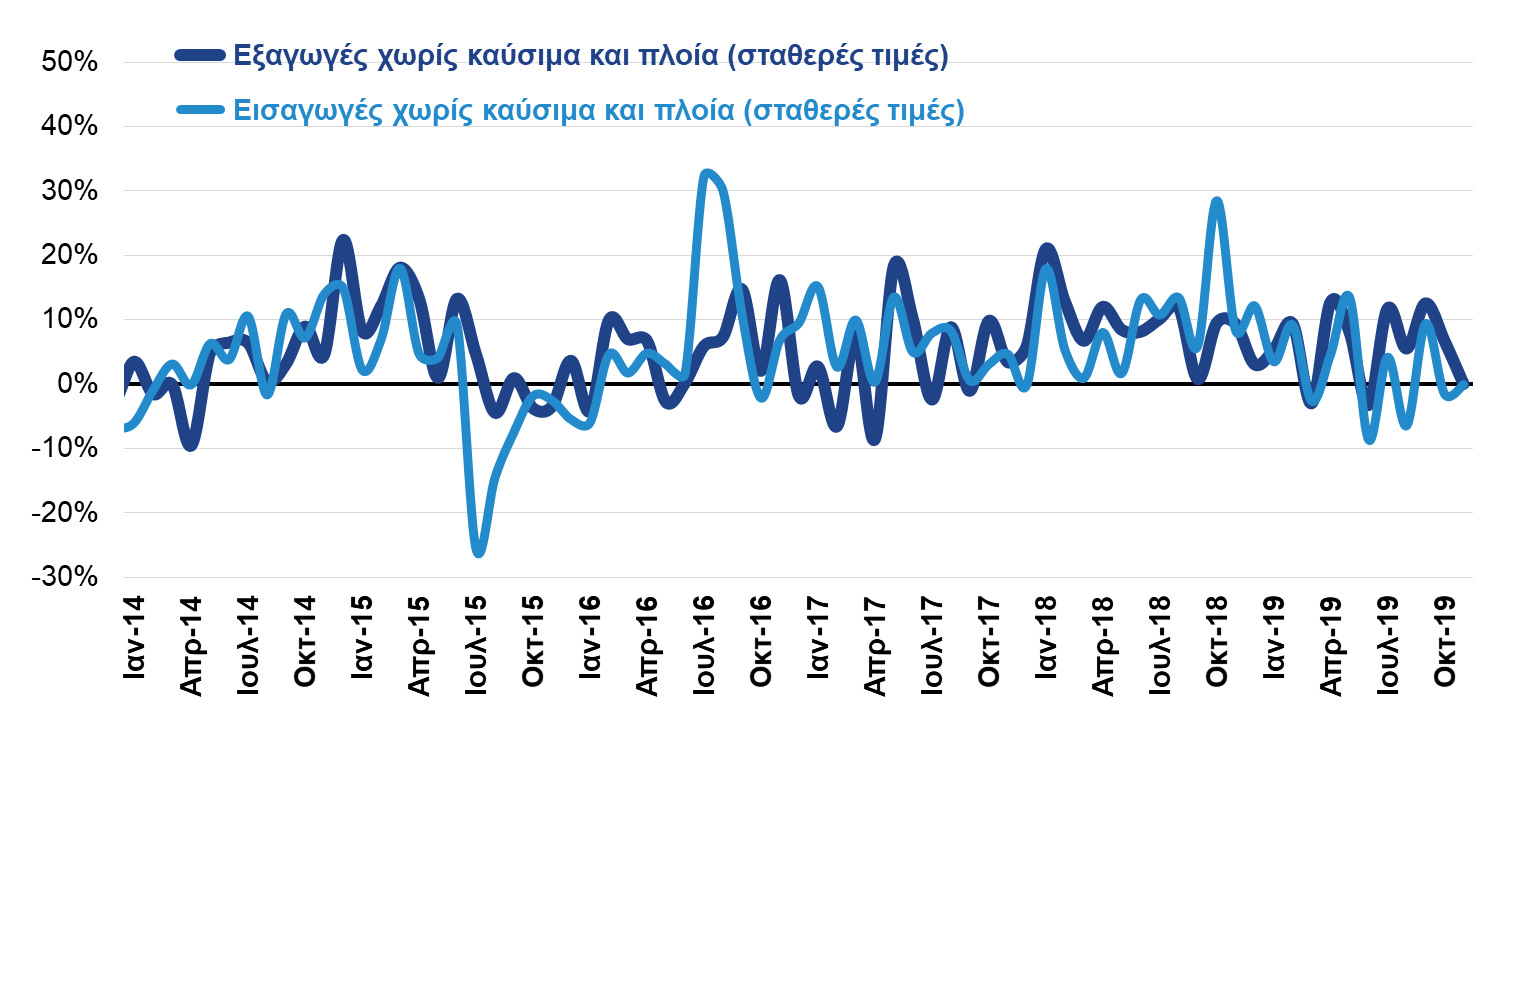 Εξαγωγές χωρίς καύσιμα και πλοία (σταθερές τιμές)
Εισαγωγές χωρίς καύσιμα και πλοία (σταθερές τιμές)
50%
40%
30%
20%
10%
0%
-10%
-20%
-30%
Ιαν-14
Απρ-14
Ιουλ-14
Οκτ-14
Ιαν-15
Απρ-15
Ιουλ-15
Οκτ-15
Ιαν-16
Απρ-16
Ιουλ-16
Οκτ-16
Ιαν-17
Απρ-17
Ιουλ-17
Οκτ-17
Ιαν-18
Απρ-18
Ιουλ-18
Οκτ-18
Ιαν-19
Απρ-19
Ιουλ-19
Οκτ-19